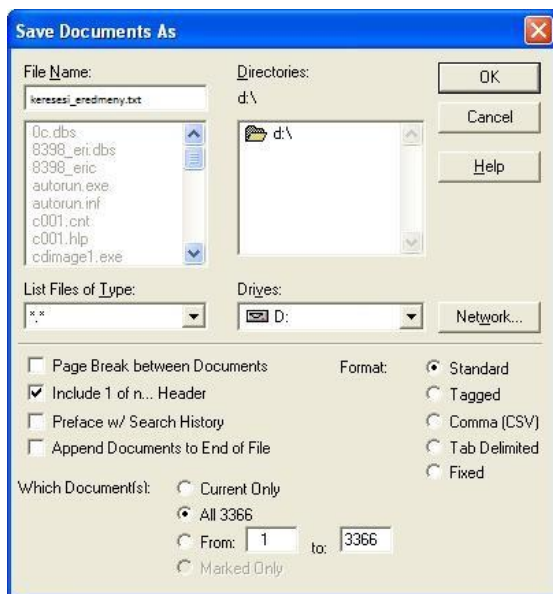 Save Documents As
File Name:
keresesi_eredmeny.txt
0c.dbs
8398_eri.dbs
8398_eric
autorun.exe
autorun.inf
c001.cnt
c001.hlp
cdimage1.exe
Directories:
d:\
d:\
OK
Cancel
Help
List Files of Type:
*.*
Drives:
D:
Network...
Page Break between Documents
Include 1 of n... Header
Preface w/ Search History
Append Documents to End of File
Format:
Standard
Tagged
Comma (CSV)
Tab Delimited
Fixed
Which Document(s):
Current Only
All 3366
From: 1 to: 3366
Marked Only